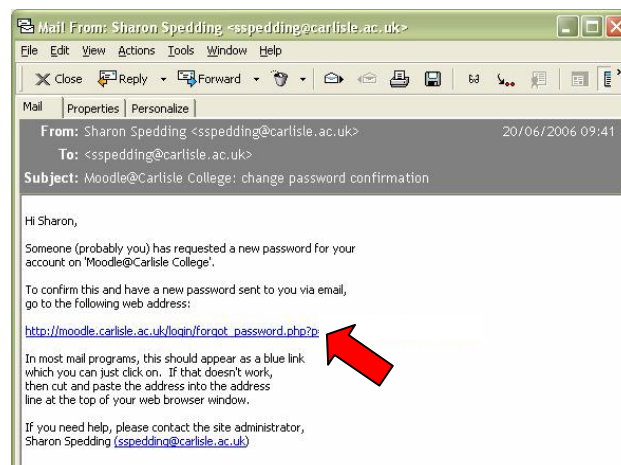 Mail From: Sharon Spedding <sspedding@carlisle.ac.uk>
File Edit View Actions Tools Window Help
Close Reply Forward
Mail Properties Personalize
From: Sharon Spedding <sspedding@carlisle.ac.uk> 20/06/2006 09:41
To: <sspedding@carlisle.ac.uk>
Subject: Moodle@Carlisle College: change password confirmation
Hi Sharon,
Someone (probably you) has requested a new password for your
account on 'Moodle@Carlisle College'.
To confirm this and have a new password sent to you via email,
go to the following web address:
http://moodle.carlisle.ac.uk/login/forgot_password.php?p
In most mail programs, this should appear as a blue link
which you can just click on. If that doesn't work,
then cut and paste the address into the address
line at the top of your web browser window.
If you need help, please contact the site administrator,
Sharon Spedding (sspedding@carlisle.ac.uk)